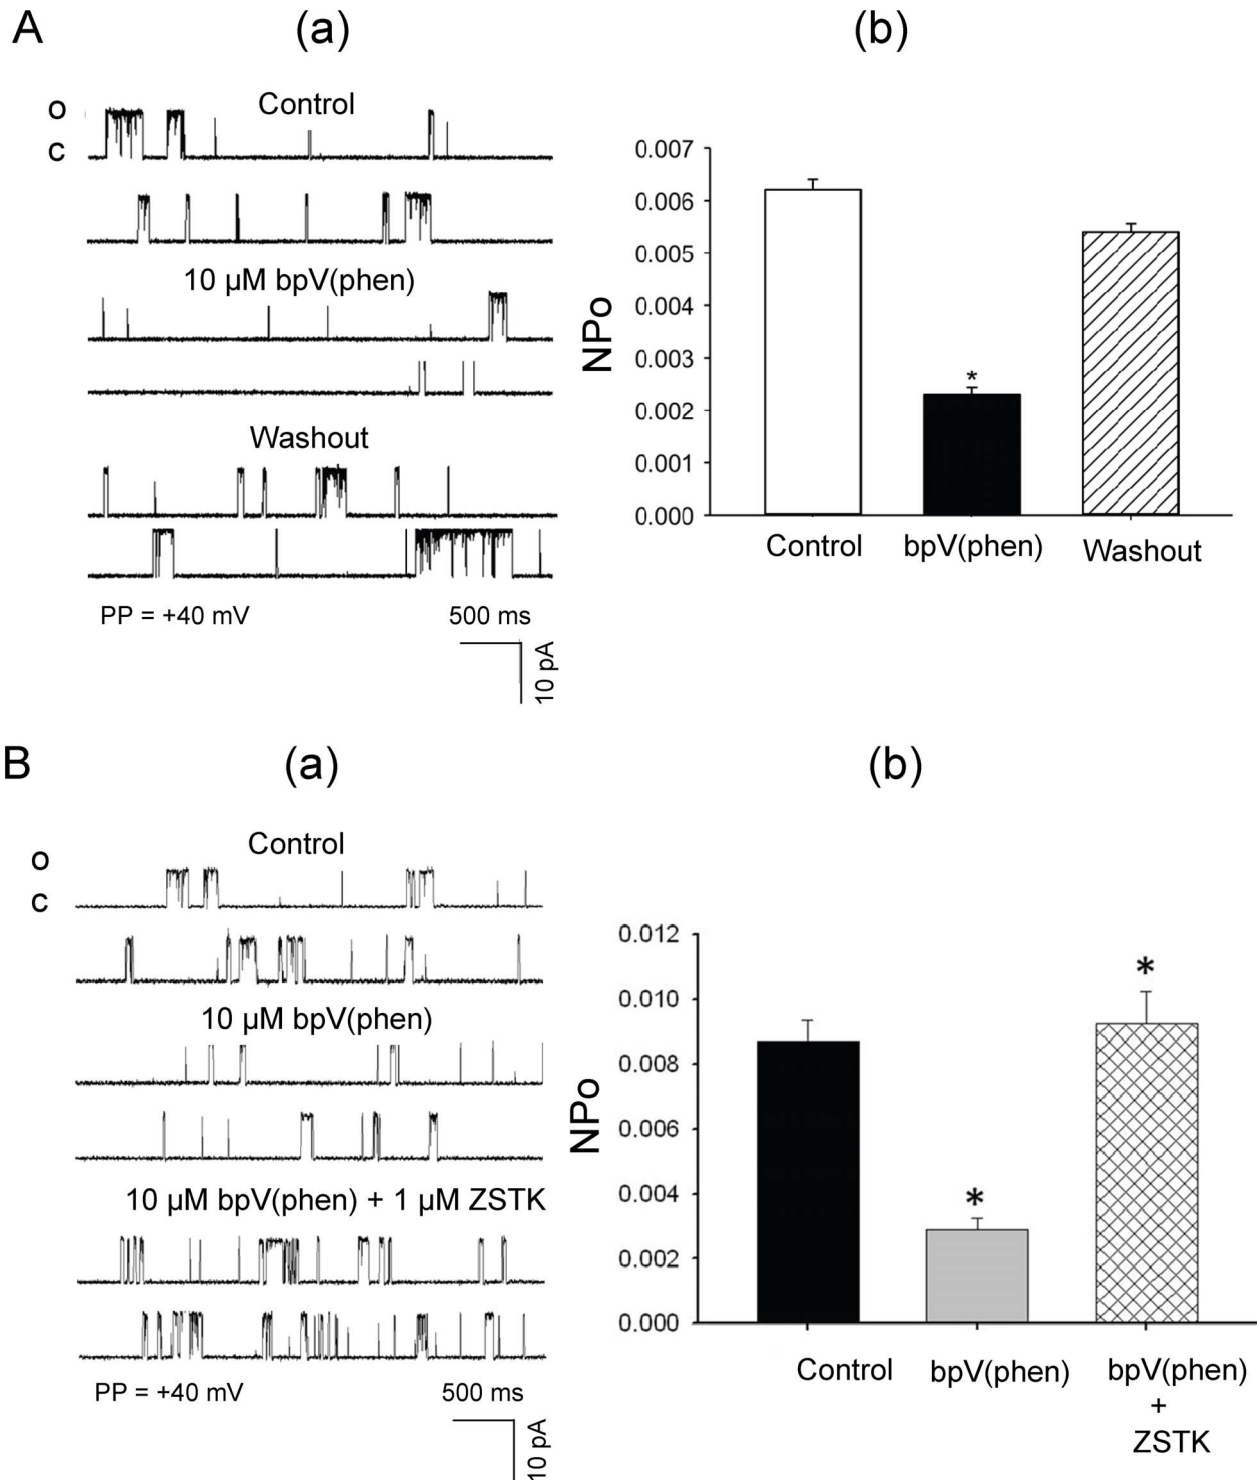 A
(a)
(b)
o
c
Control
10 µM bpV(phen)
Washout
PP = +40 mV
500 ms
10 pA
NPo
0.007
0.006
0.005
0.004
0.003
0.002
0.001
0.000
*
Control
bpV(phen)
Washout
B
(a)
(b)
o
c
Control
10 µM bpV(phen)
10 µM bpV(phen) + 1 µM ZSTK
PP = +40 mV
500 ms
10 pA
NPo
0.012
0.010
0.008
0.006
0.004
0.002
0.000
*
*
Control
bpV(phen)
bpV(phen)
+
ZSTK